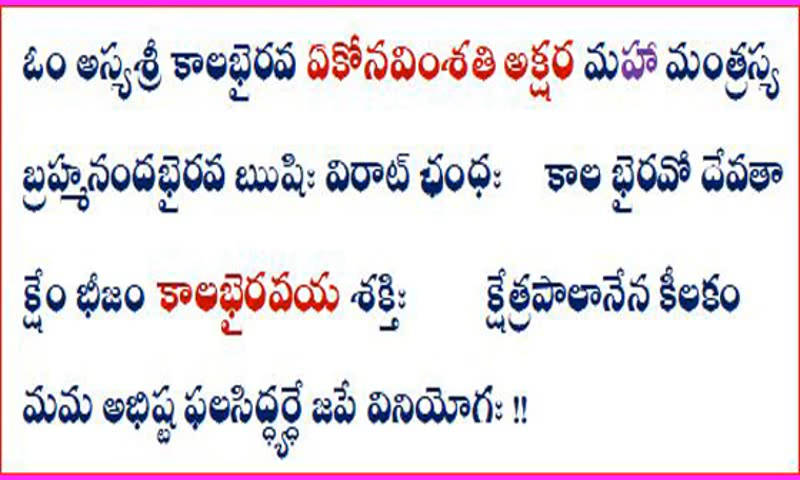 ఓం అస్యశ్రీ కాలభైరవ ఏకోనవింశతి అక్షర మహా మంత్రస్య
బ్రహ్మనందభైరవ ఋషిః విరాట్ ఛంధః కాల భైరవో దేవతా
క్షేం భీజం కాలభైరవయ శక్తిః క్షేత్రపాలానేన కీలకం
మమ అభిష్ట ఫలసిద్ధ్యర్థే జపే వినియోగః !!